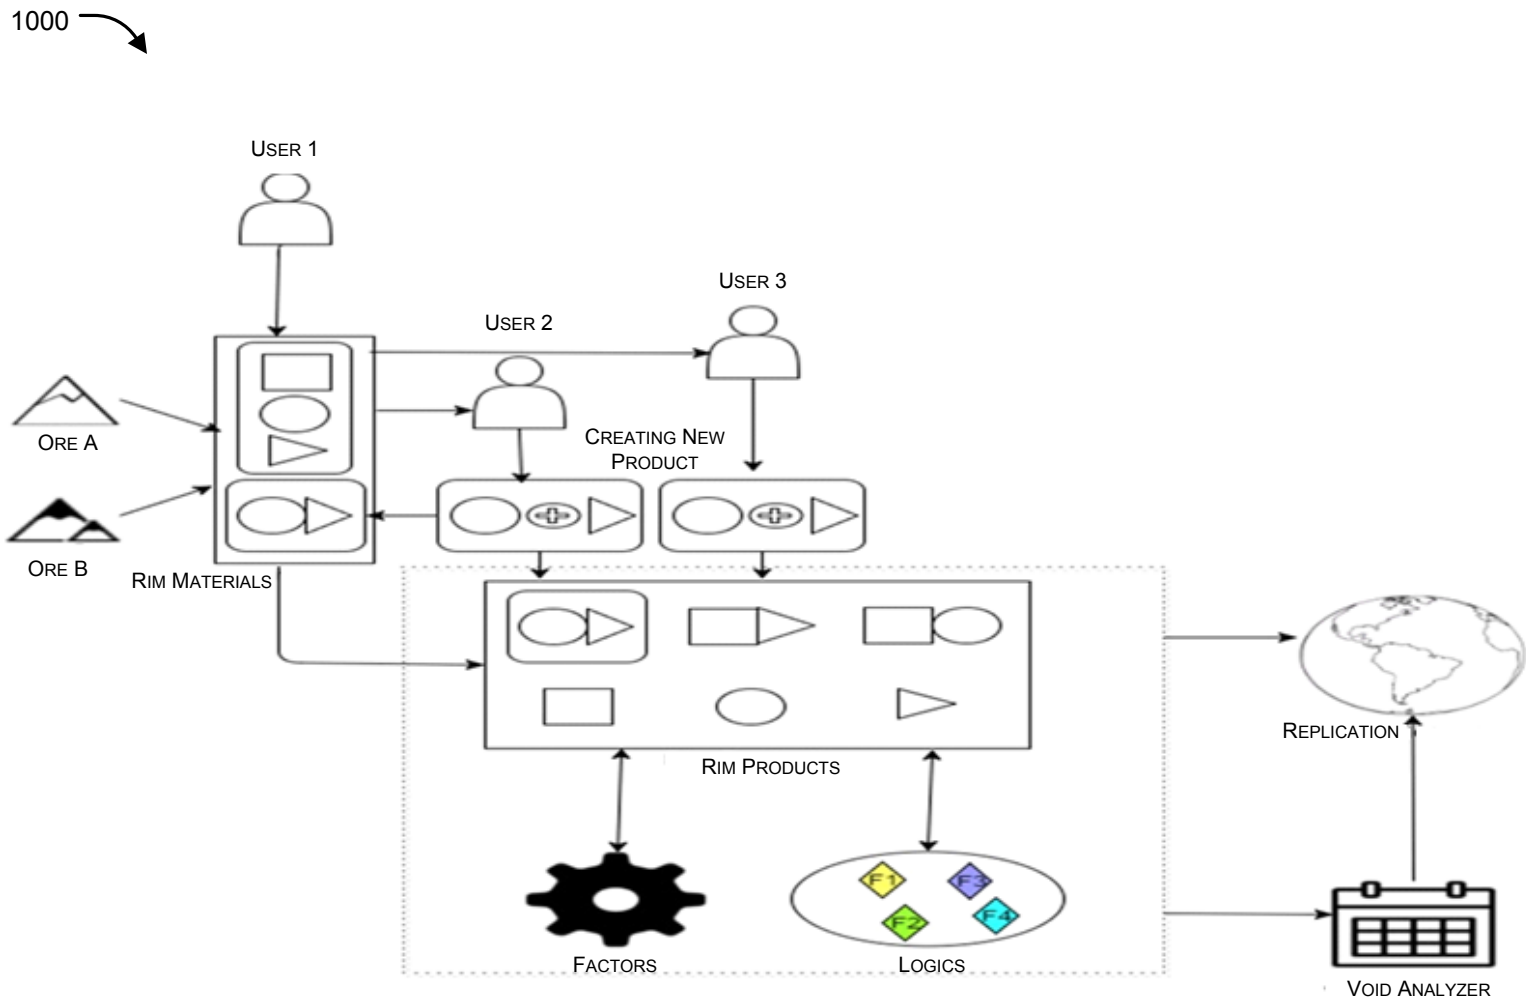 1000
USER 1
USER 3
USER 2
ORE A
CREATING NEW
PRODUCT
ORE B
RIM MATERIALS
REPLICATION
RIM PRODUCTS
F1
F3
F2
F4
FACTORS
LOGICS
VOID ANALYZER